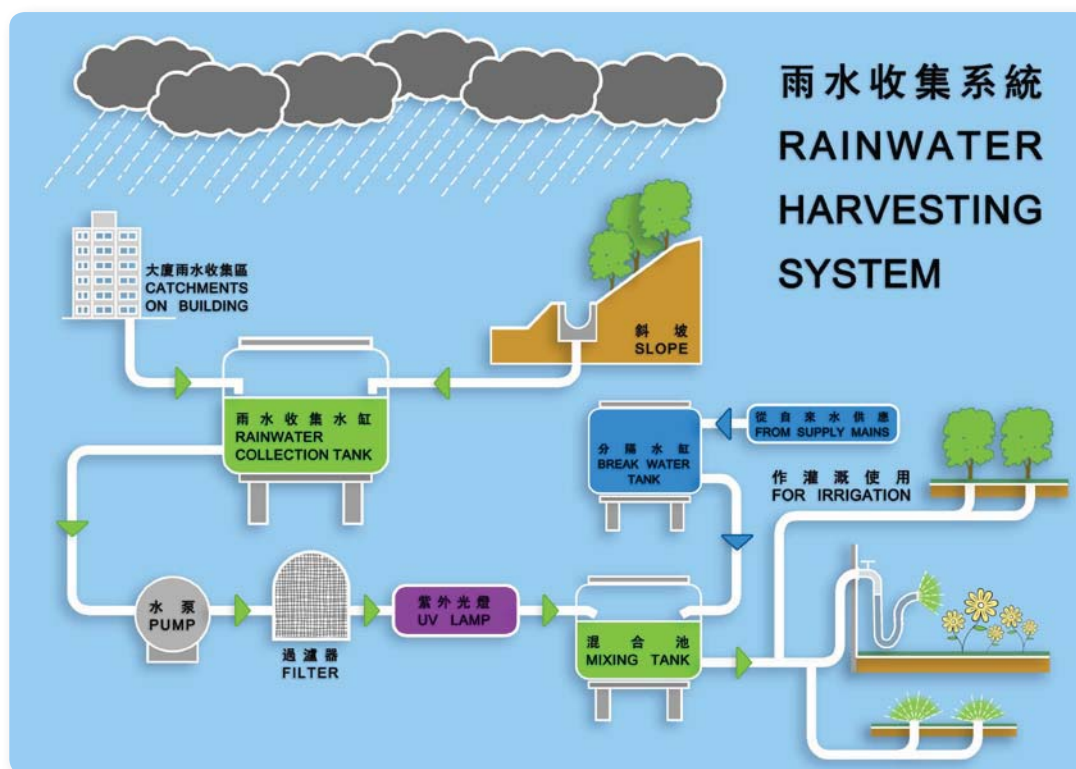 雨水收集系統
RAINWATER
HARVESTING
SYSTEM
大廈雨水收集區
CATCHMENTS
ON BUILDING
斜坡
SLOPE
雨水收集水缸
RAINWATER
COLLECTION TANK
分隔水缸
BREAK WATER
TANK
從自來水供應
FROM SUPPLY MAINS
作灌溉使用
FOR IRRIGATION
水泵
PUMP
過濾器
FILTER
紫外光燈
UV LAMP
混合池
MIXING TANK